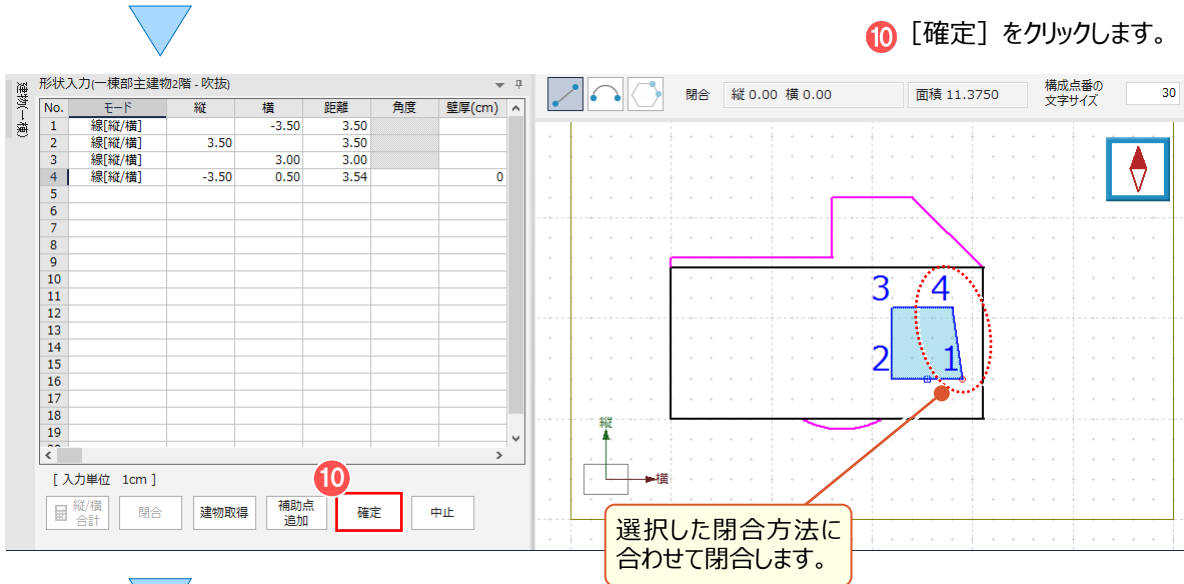 ⑩ ［確定］をクリックします。
建物(一棟)
形状入力(一棟部主建物2階 - 吹抜)
No. モード 縦 横 距離 角度 壁厚(cm)
1 線[縦/横] -3.50 3.50
2 線[縦/横] 3.50 3.50
3 線[縦/横] 3.00 3.00
4 線[縦/横] -3.50 0.50 3.54 0
5
6
7
8
9
10
11
12
13
14
15
16
17
18
19
[ 入力単位 1cm ]
⑩
縦/横
合計
閉合
建物取得
補助点
追加
確定
中止
閉合 縦 0.00 横 0.00
面積 11.3750
構成点番の
文字サイズ
30
3 4
2 1
縦
横
選択した閉合方法に
合わせて閉合します。